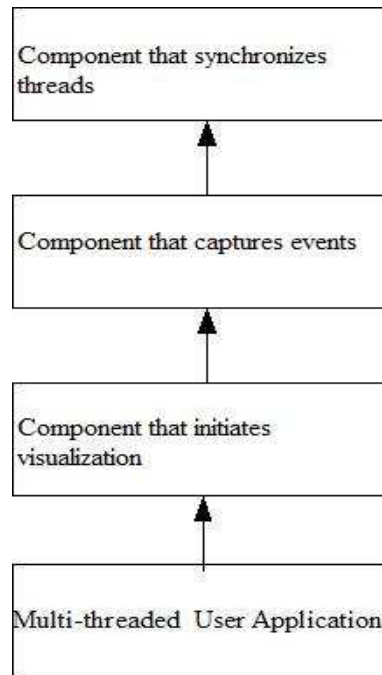 Component that synchronizes
threads
Component that captures events
Component that initiates
visualization
Multi-threaded User Application